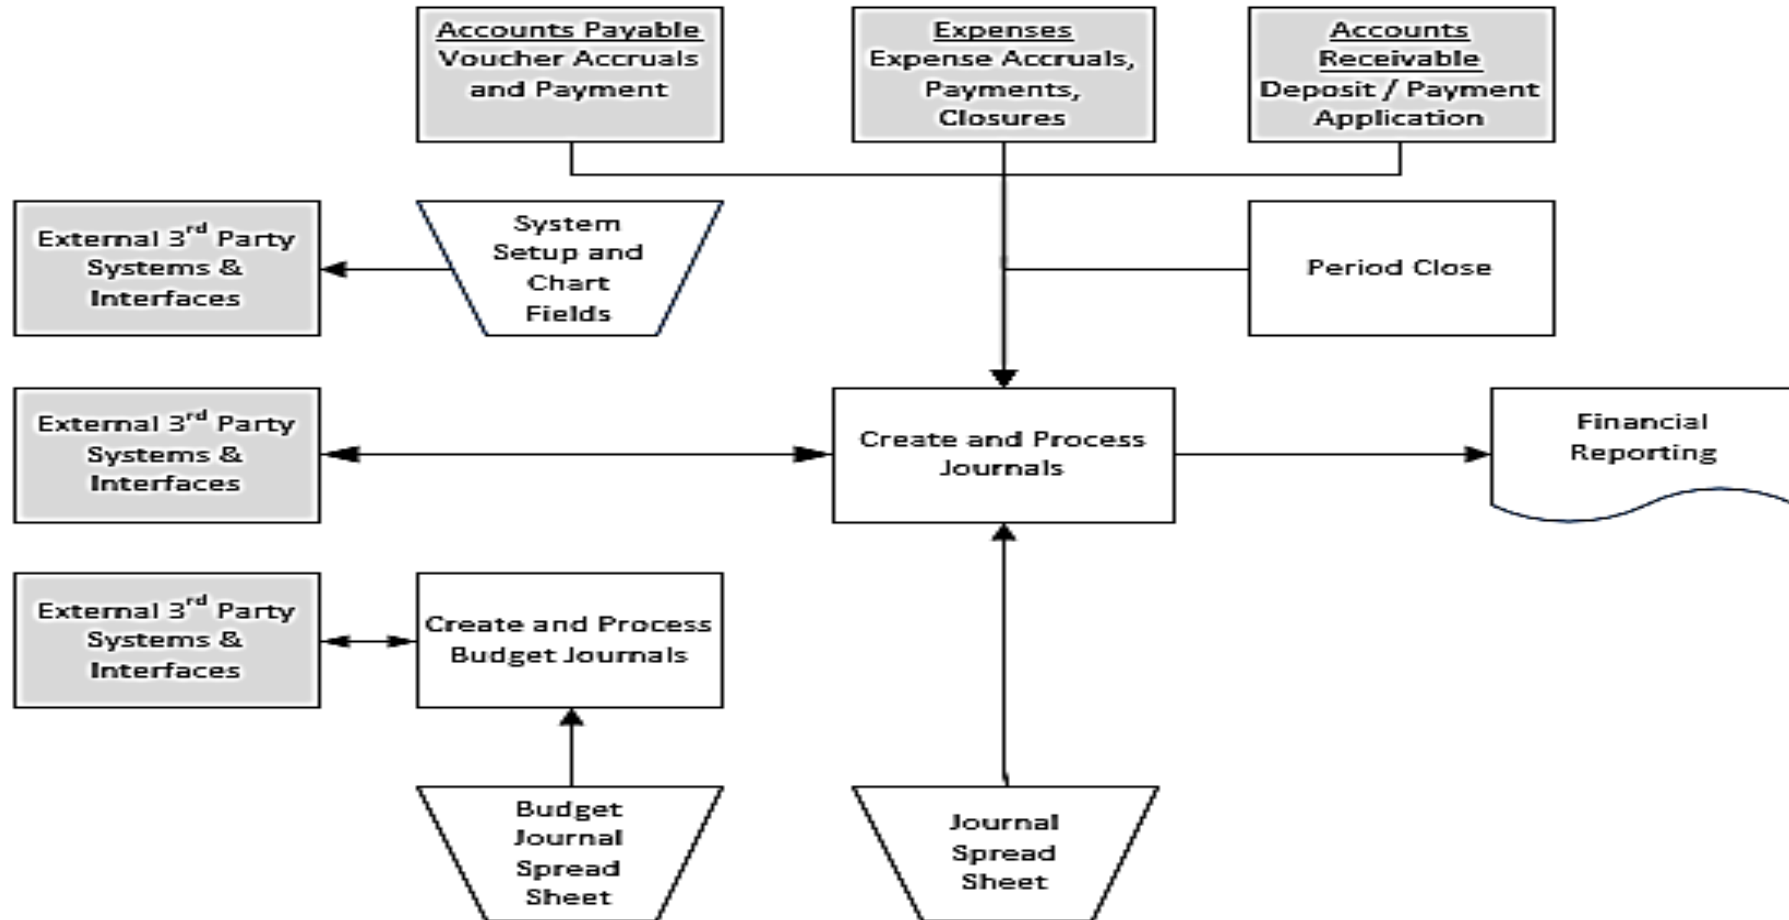 Accounts Payable
Voucher Accruals
and Payment
Expenses
Expense Accruals,
Payments,
Closures
Accounts
Receivable
Deposit / Payment
Application
External 3rd Party
Systems &
Interfaces
System
Setup and
Chart
Fields
Period Close
External 3rd Party
Systems &
Interfaces
Create and Process
Journals
Financial
Reporting
External 3rd Party
Systems &
Interfaces
Create and Process
Budget Journals
Budget
Journal
Spread
Sheet
Journal
Spread
Sheet